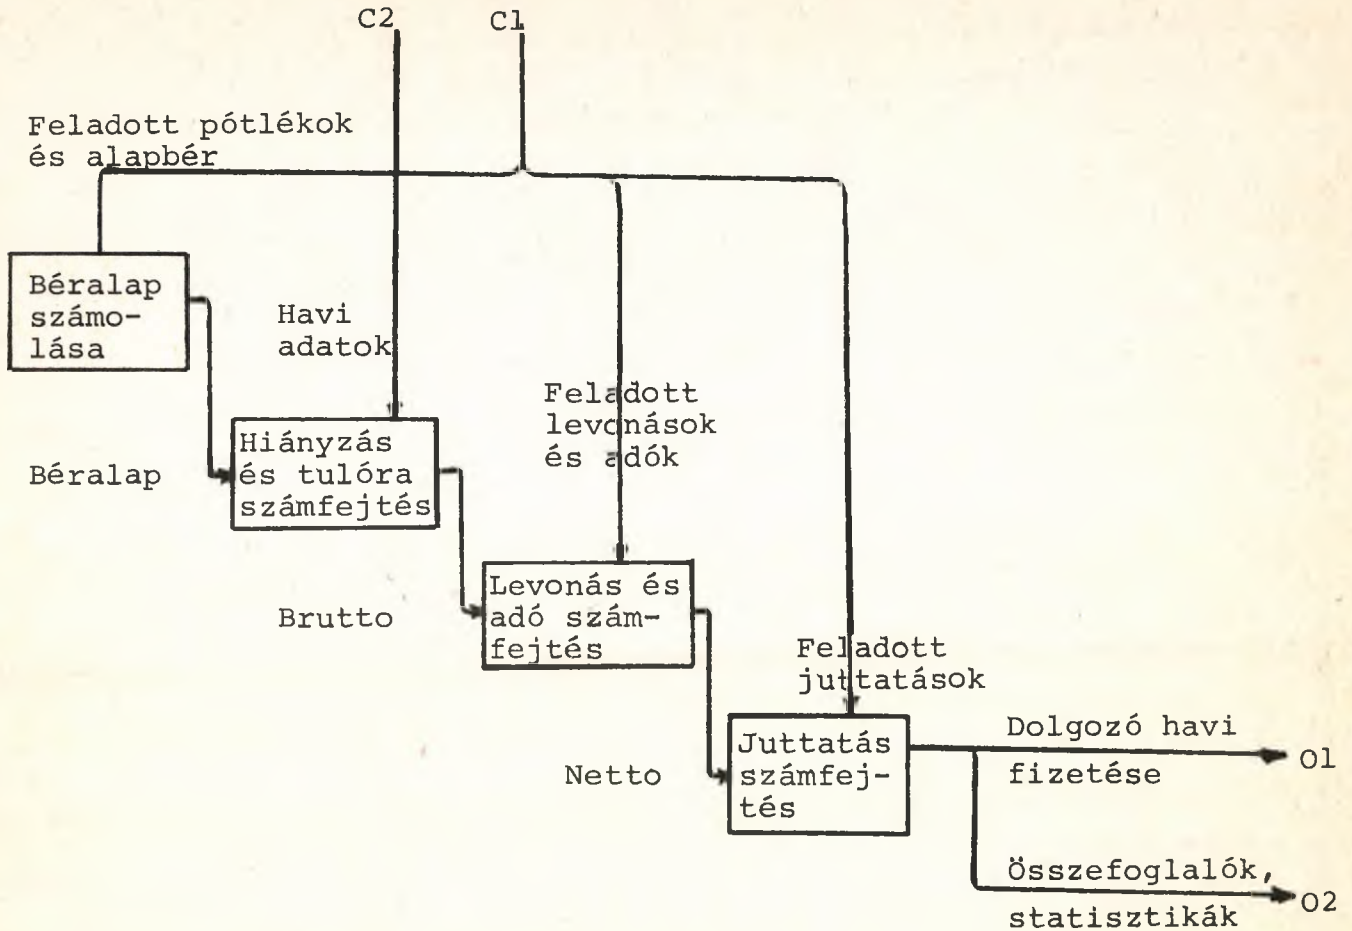 C2
C1
Feladott pótlékok
és alapbér
Béralap
számo-
lása
Havi
adatok
Feladott
levonások
és adók
Béralap
Hiányzás
és tulóra
számfejtés
Brutto
Levonás és
adó szám-
fejtés
Feladott
juttatások
Netto
Juttatás
számfej-
tés
Dolgozó havi
fizetése
O1
Összefoglalók,
statisztikák
O2